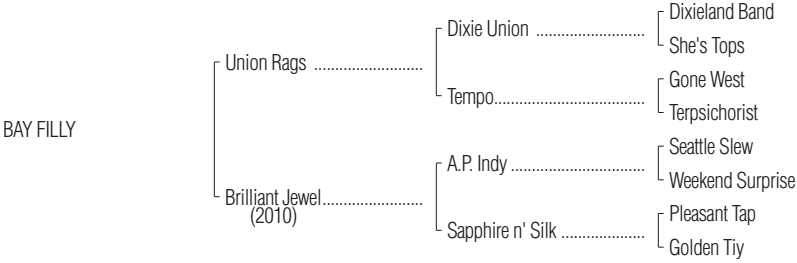 Dixieland Band
Dixie Union ..........................
She's Tops
Union Rags ..........................
Gone West
Tempo....................................
Terpsichorist
BAY FILLY
Seattle Slew
A.P. Indy ................................
Weekend Surprise
Brilliant Jewel........................
(2010)
Pleasant Tap
Sapphire n' Silk ....................
Golden Tiy